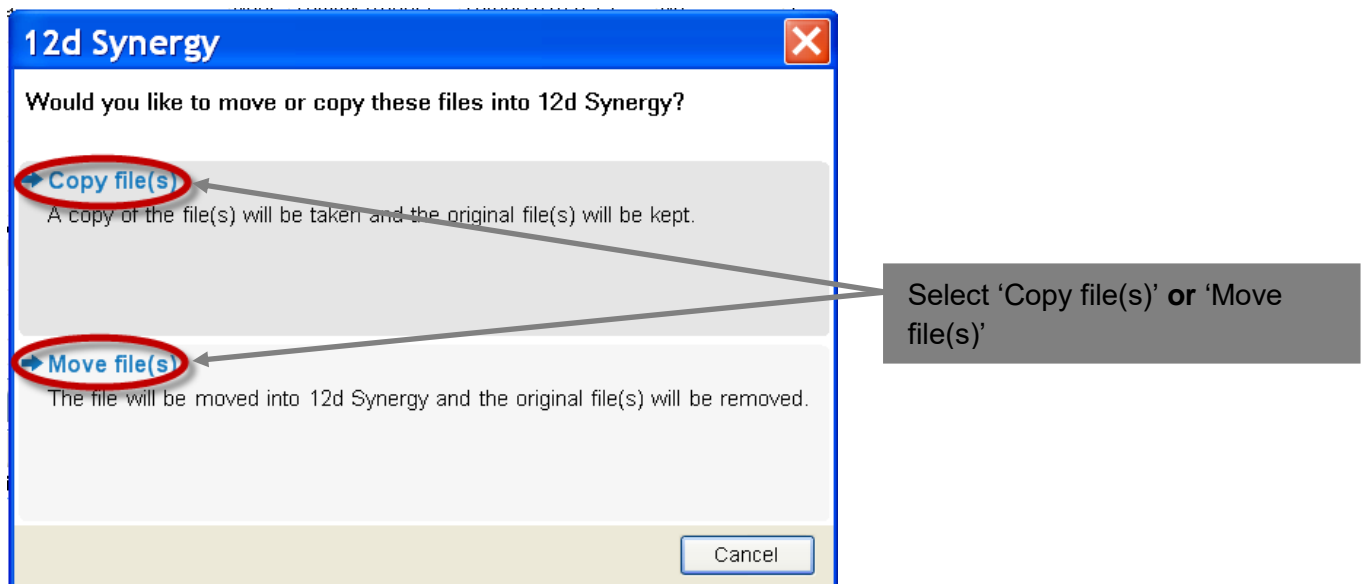 12d Synergy
Would you like to move or copy these files into 12d Synergy?
Copy file(s)
A copy of the file(s) will be taken and the original file(s) will be kept.
Select ‘Copy file(s)’ or ‘Move
file(s)’
Move file(s)
The file will be moved into 12d Synergy and the original file(s) will be removed.
Cancel